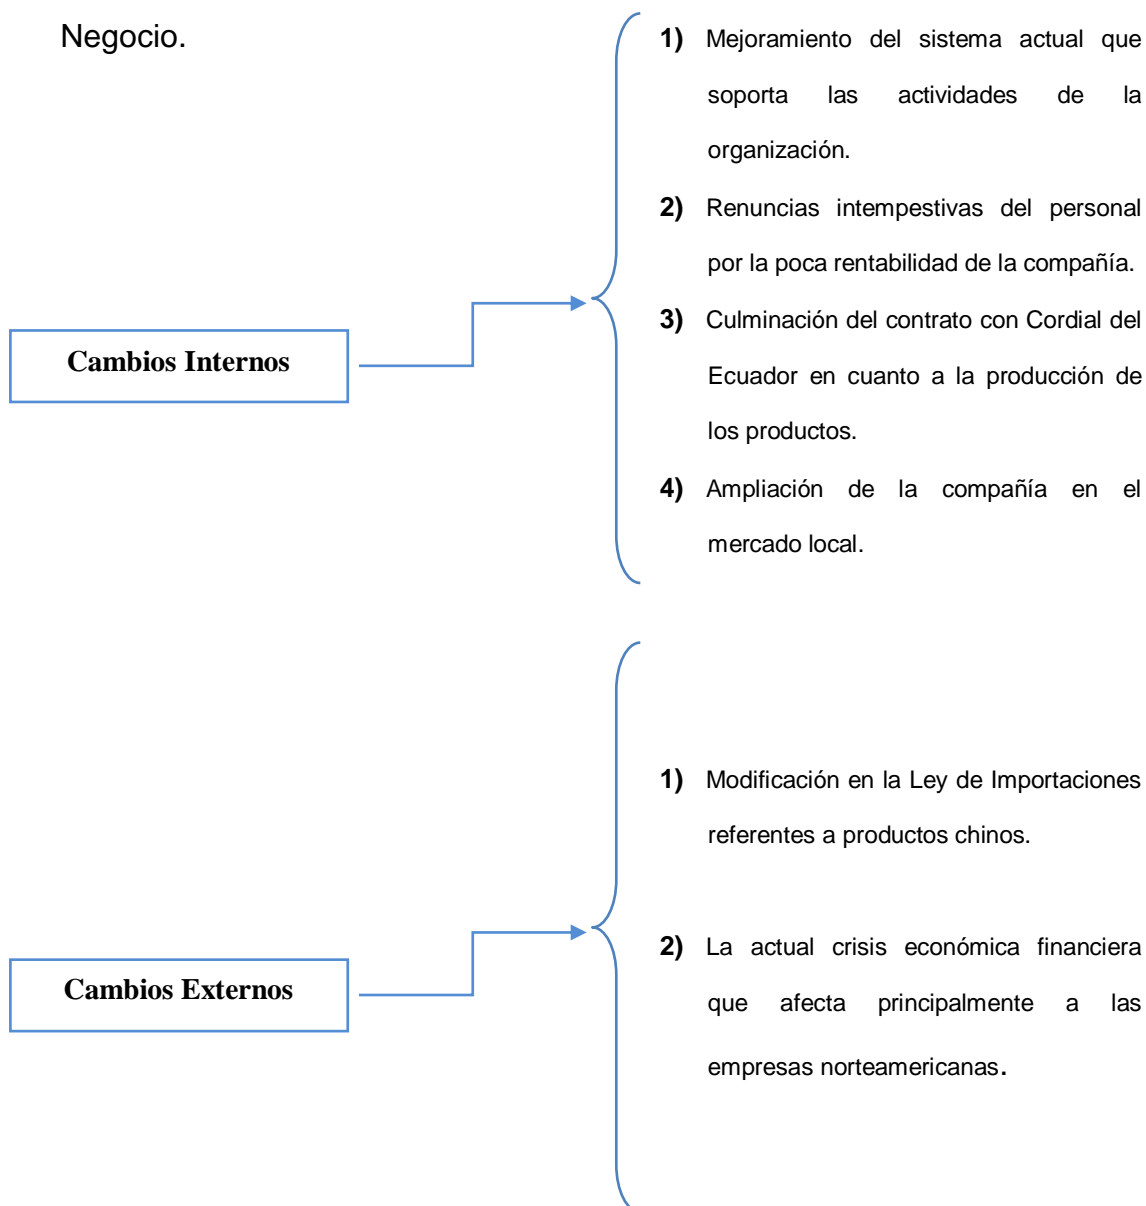 Negocio.
1) Mejoramiento del sistema actual que
soporta las actividades de la
organización.
2) Renuncias intempestivas del personal
por la poca rentabilidad de la compañía.
3) Culminación del contrato con Cordial del
Ecuador en cuanto a la producción de
los productos.
4) Ampliación de la compañía en el
mercado local.
Cambios Internos
1) Modificación en la Ley de Importaciones
referentes a productos chinos.
2) La actual crisis económica financiera
que afecta principalmente a las
empresas norteamericanas.
Cambios Externos